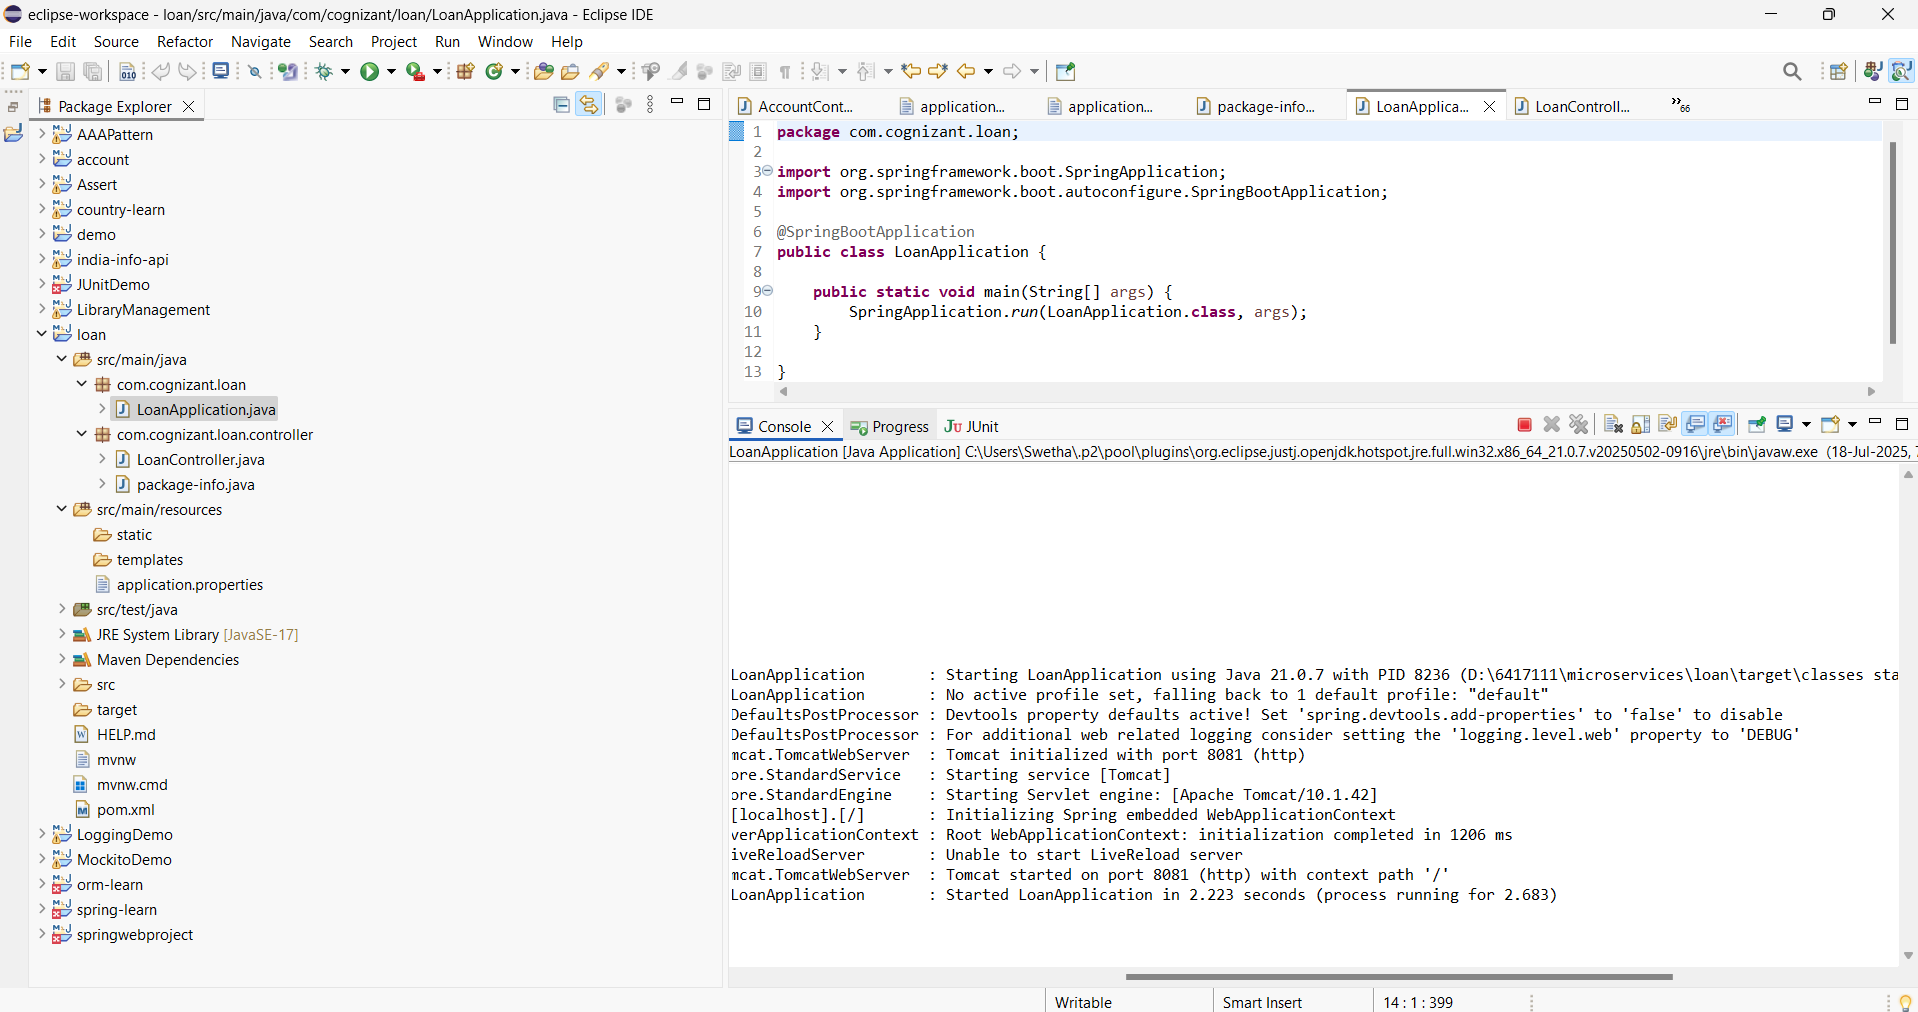 eclipse-workspace - loan/src/main/java/com/cognizant/loan/LoanApplication.java - Eclipse IDE
File Edit Source Refactor Navigate Search Project Run Window Help
Package Explorer
AAAPattern
account
Assert
country-learn
demo
india-info-api
JUnitDemo
LibraryManagement
loan
src/main/java
com.cognizant.loan
LoanApplication.java
com.cognizant.loan.controller
LoanController.java
package-info.java
src/main/resources
static
templates
application.properties
src/test/java
JRE System Library [JavaSE-17]
Maven Dependencies
src
target
HELP.md
mvnw
mvnw.cmd
pom.xml
LoggingDemo
MockitoDemo
orm-learn
spring-learn
springwebproject
AccountCont... application... application... package-info... LoanApplica... LoanControll... »66
1 package com.cognizant.loan;
2
3 import org.springframework.boot.SpringApplication;
4 import org.springframework.boot.autoconfigure.SpringBootApplication;
5
6 @SpringBootApplication
7 public class LoanApplication {
8
9 public static void main(String[] args) {
10 SpringApplication.run(LoanApplication.class, args);
11 }
12
13 }
Console Progress JUnit
LoanApplication [Java Application] C:\Users\Swetha\.p2\pool\plugins\org.eclipse.justj.openjdk.hotspot.jre.full.win32.x86_64_21.0.7.v20250502-0916\jre\bin\javaw.exe (18-Jul-2025,
LoanApplication : Starting LoanApplication using Java 21.0.7 with PID 8236 (D:\6417111\microservices\loan\target\classes sta
LoanApplication : No active profile set, falling back to 1 default profile: "default"
DefaultsPostProcessor : Devtools property defaults active! Set 'spring.devtools.add-properties' to 'false' to disable
DefaultsPostProcessor : For additional web related logging consider setting the 'logging.level.web' property to 'DEBUG'
mcat.TomcatWebServer : Tomcat initialized with port 8081 (http)
ore.StandardService : Starting service [Tomcat]
ore.StandardEngine : Starting Servlet engine: [Apache Tomcat/10.1.42]
[localhost].[/] : Initializing Spring embedded WebApplicationContext
verApplicationContext : Root WebApplicationContext: initialization completed in 1206 ms
iveReloadServer : Unable to start LiveReload server
mcat.TomcatWebServer : Tomcat started on port 8081 (http) with context path '/'
LoanApplication : Started LoanApplication in 2.223 seconds (process running for 2.683)
Writable Smart Insert 14 : 1 : 399